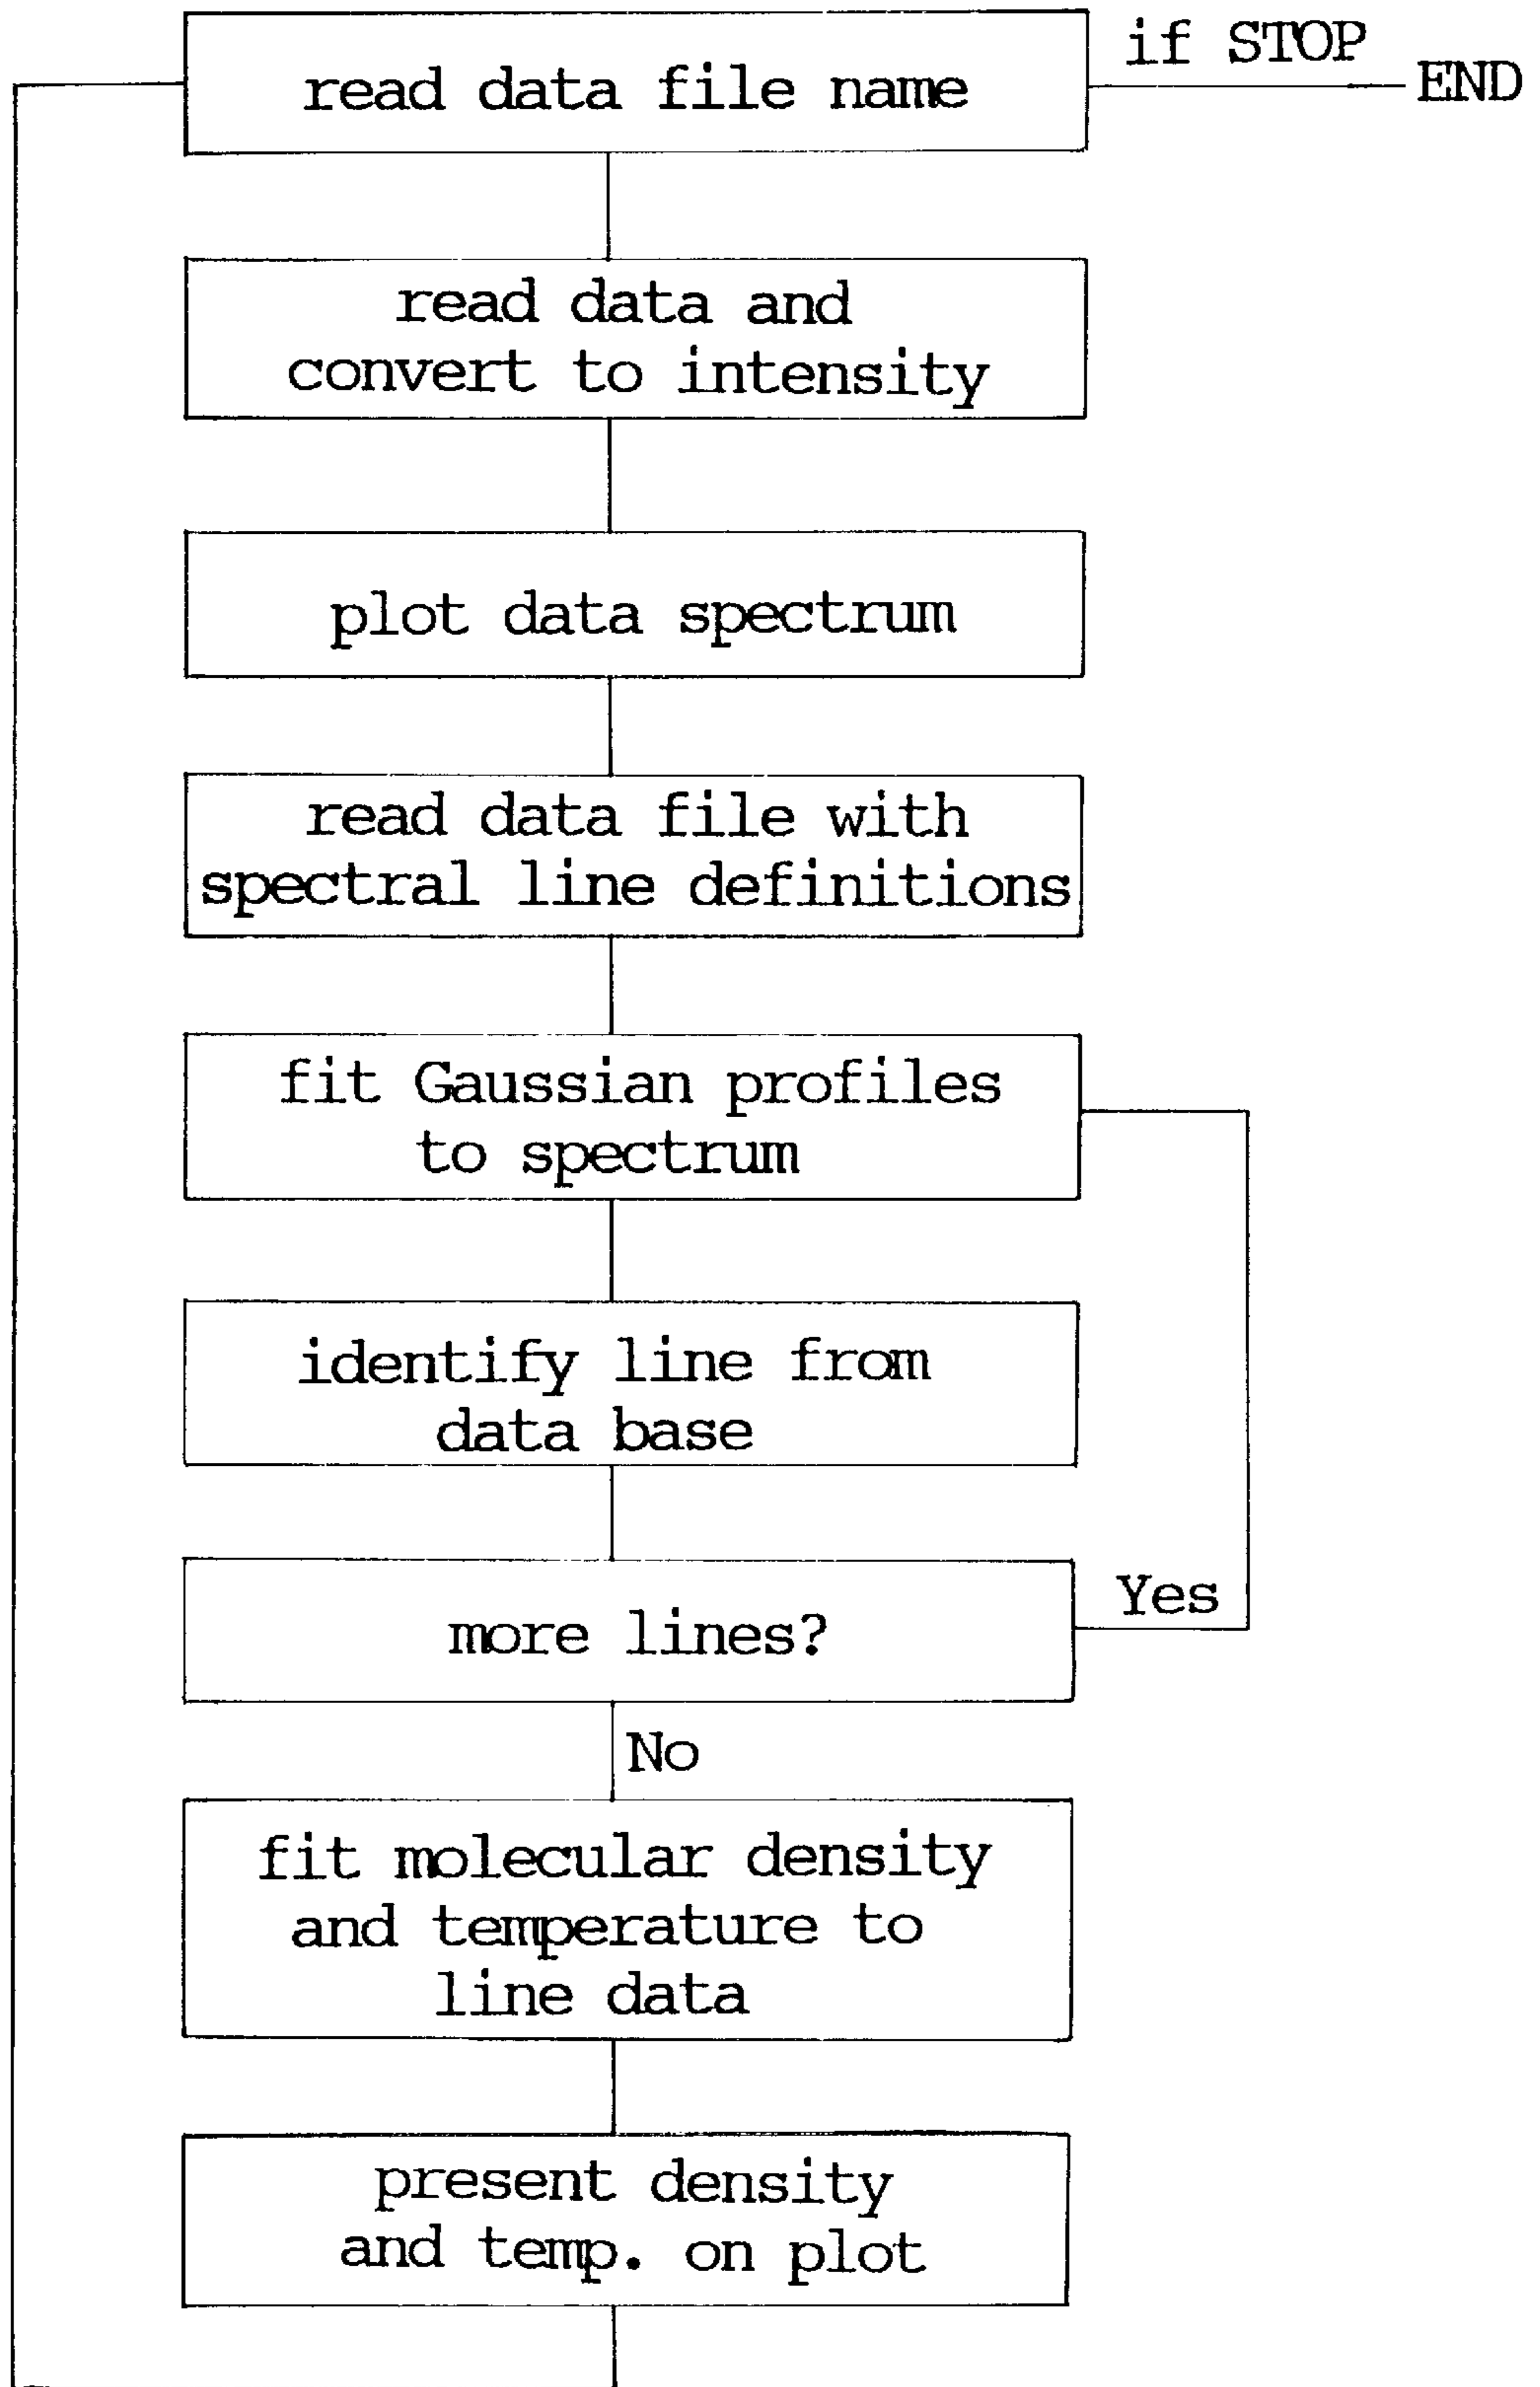 if STOP
read data file name
END
read data and
convert to intensity
plot data spectrum
read data file with
spectral line definitions
fit Gaussian profiles
to spectrum
identify line from
data base
Yes
more lines?
No
fit molecular density
and temperature to
line data
present density
and temp. on plot